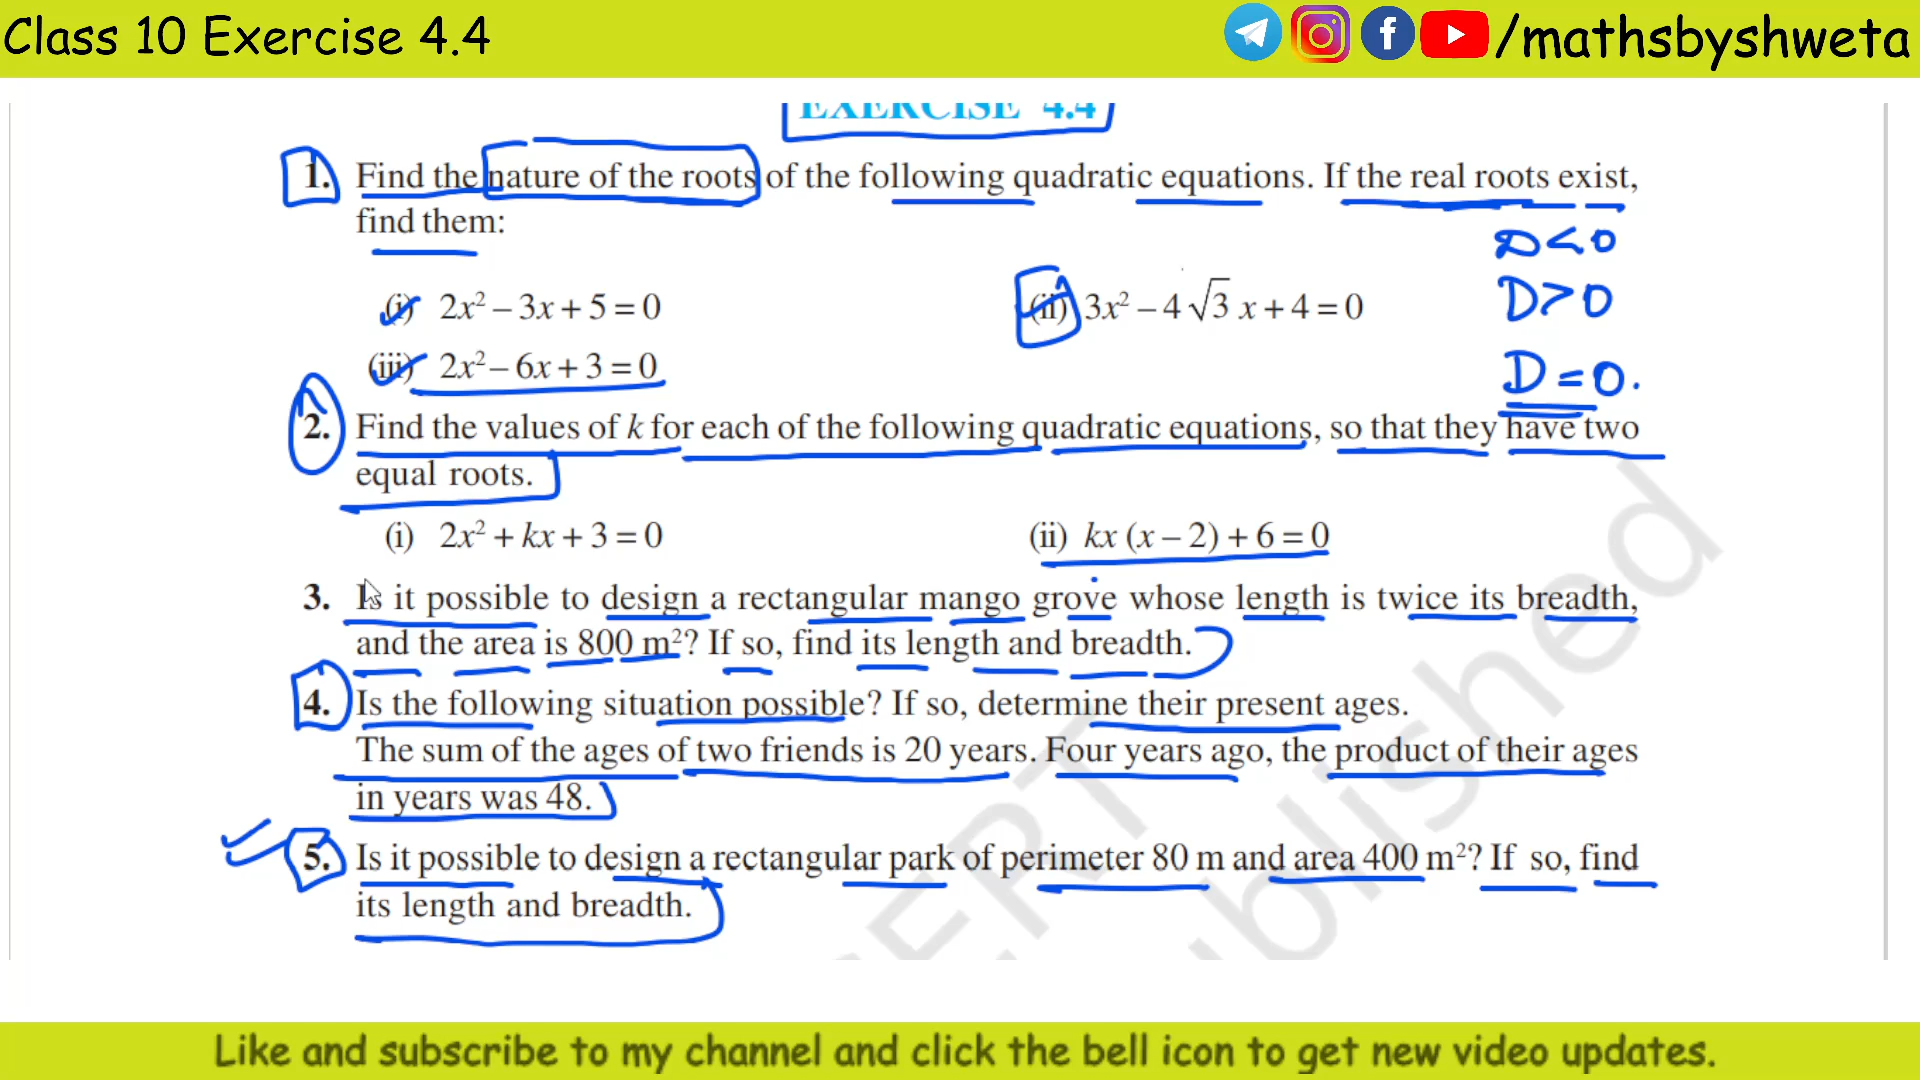 Class 10 Exercise 4.4
/mathsbyshweta
EXERCISE 4.4
1. Find the nature of the roots of the following quadratic equations. If the real roots exist,
find them:
D<0
(i) 2x² – 3x + 5 = 0 (ii) 3x² – 4√3 x + 4 = 0
D>0
(iii) 2x² – 6x + 3 = 0
D=0.
2. Find the values of k for each of the following quadratic equations, so that they have two
equal roots.
(i) 2x² + kx + 3 = 0 (ii) kx (x – 2) + 6 = 0
3. Is it possible to design a rectangular mango grove whose length is twice its breadth,
and the area is 800 m²? If so, find its length and breadth.
4. Is the following situation possible? If so, determine their present ages.
The sum of the ages of two friends is 20 years. Four years ago, the product of their ages
in years was 48.
5. Is it possible to design a rectangular park of perimeter 80 m and area 400 m²? If so, find
its length and breadth.
Like and subscribe to my channel and click the bell icon to get new video updates.